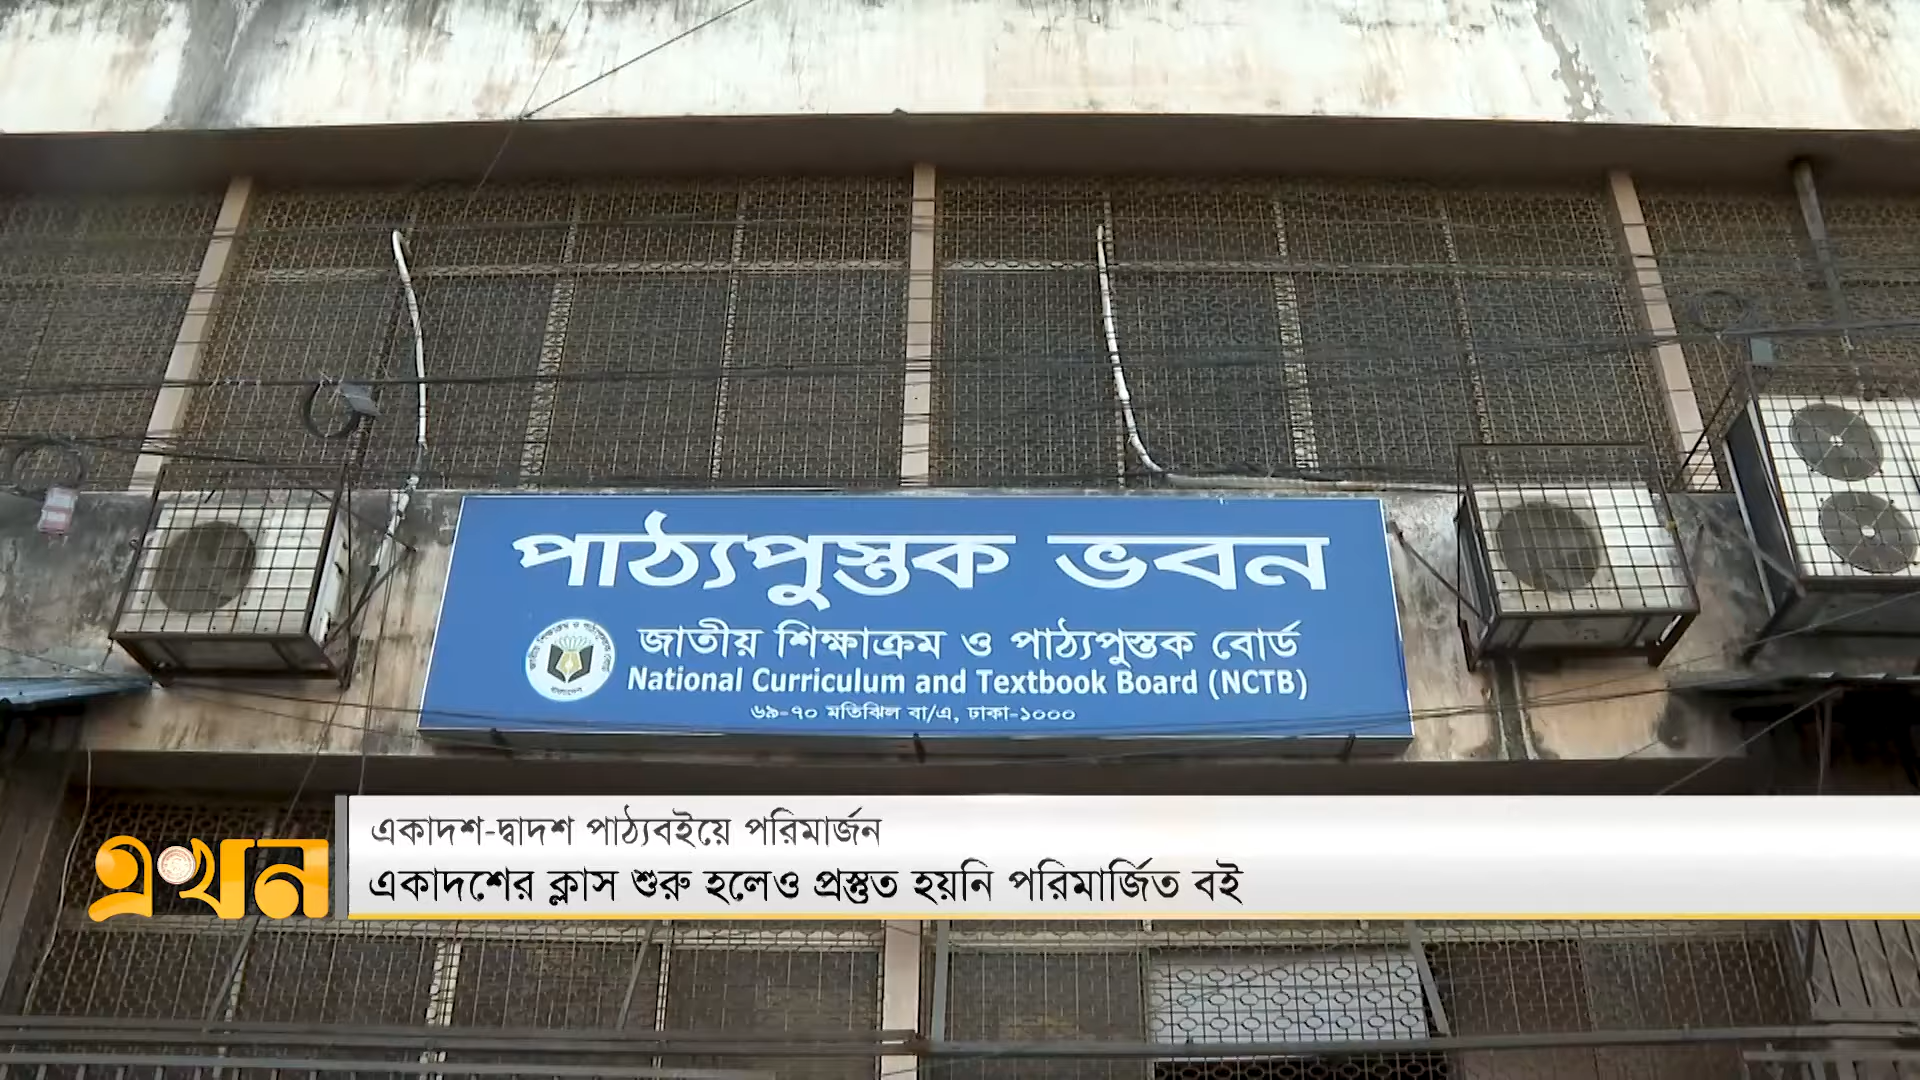 পাঠ্যপুস্তক ভবন
জাতীয় শিক্ষাক্রম ও পাঠ্যপুস্তক বোর্ড
National Curriculum and Textbook Board (NCTB)
৬৯-৭০ মতিঝিল বা/এ, ঢাকা-১০০০
একাদশ-দ্বাদশ পাঠ্যবইয়ে পরিমার্জন
এখন
একাদশের ক্লাস শুরু হলেও প্রস্তুত হয়নি পরিমার্জিত বই